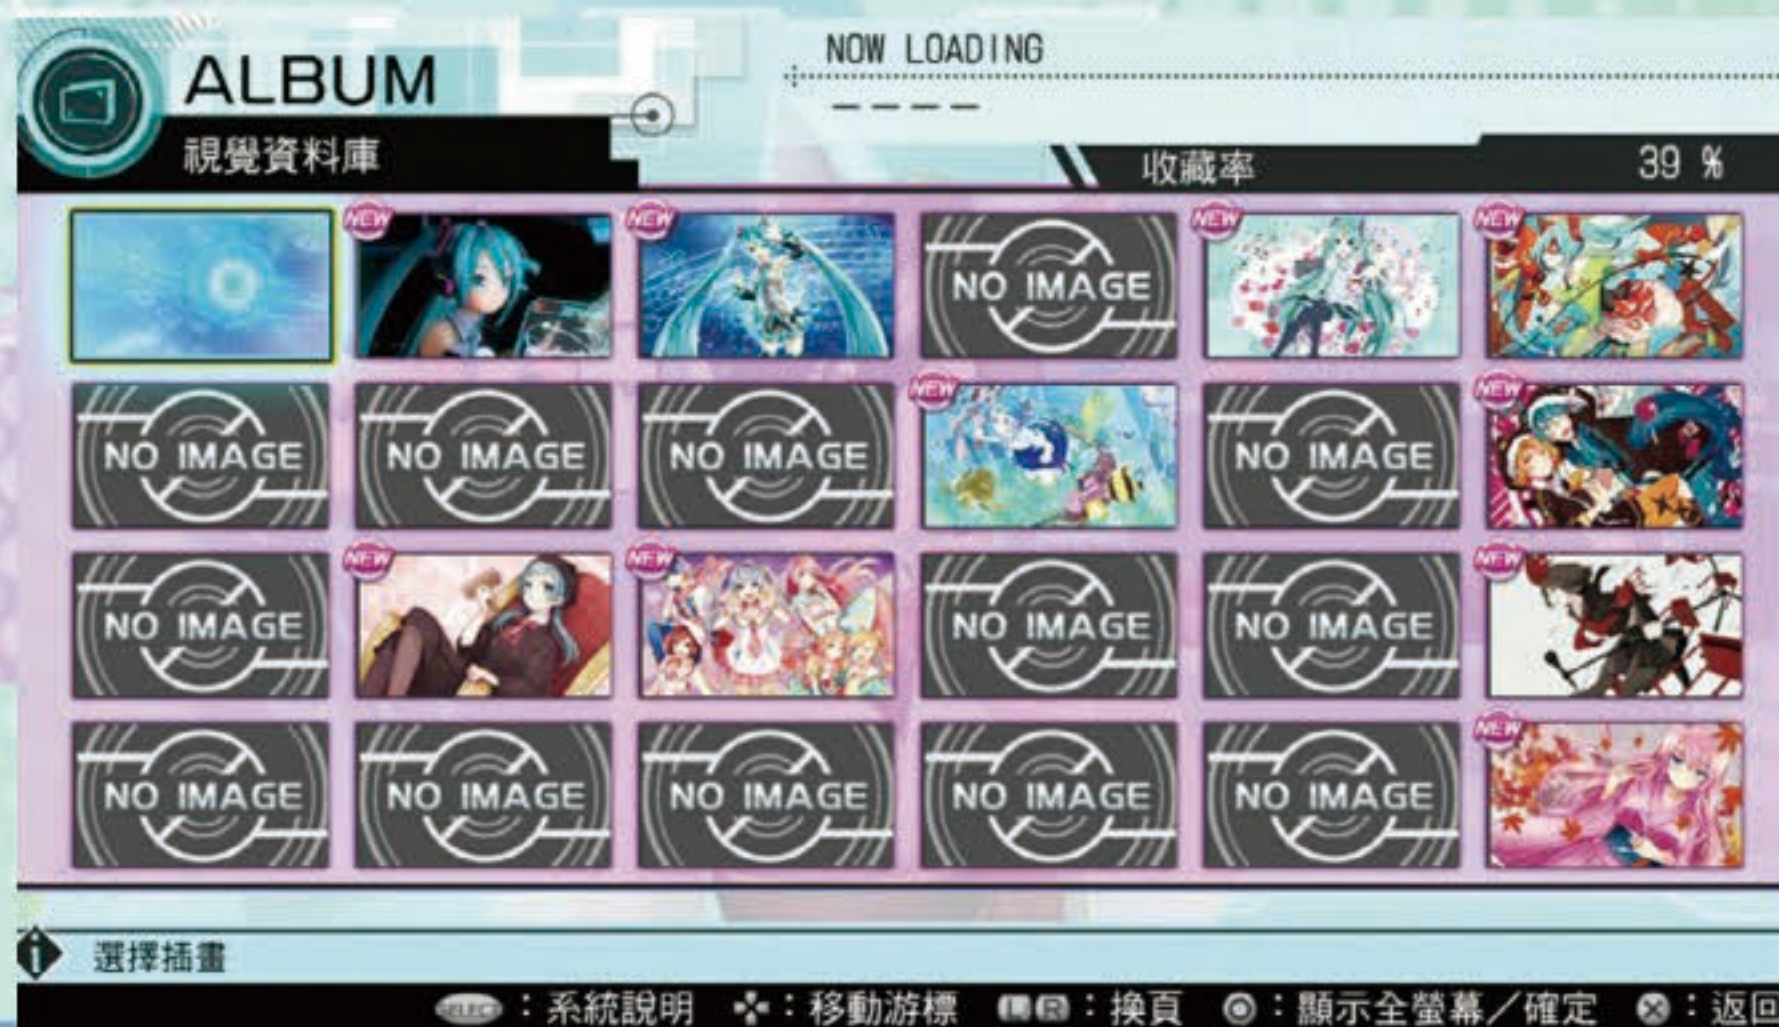 ALBUM
NOW LOADING
----
視覺資料庫
收藏率 39 %
NEW NEW NO IMAGE NEW NEW
NO IMAGE NO IMAGE NO IMAGE NEW NO IMAGE NEW
NO IMAGE NEW NEW NO IMAGE NO IMAGE NEW
NO IMAGE NO IMAGE NO IMAGE NO IMAGE NO IMAGE NEW
選擇插畫
SELECT：系統說明 ：移動游標 L R：換頁 ：顯示全螢幕／確定 ：返回